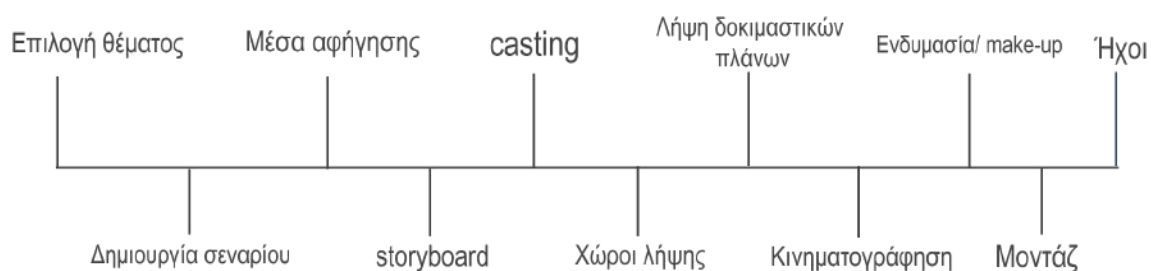 Επιλογή θέματος
Μέσα αφήγησης
casting
Λήψη δοκιμαστικών
πλάνων
Ενδυμασία/ make-up
Ήχοι
Δημιουργία σεναρίου
storyboard
Χώροι λήψης
Κινηματογράφηση
Μοντάζ